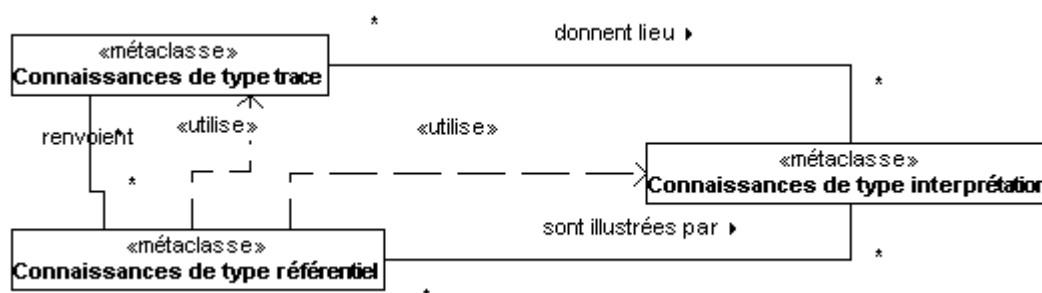 *
donnent lieu ▸
«métaclasse»
Connaissances de type trace
*
renvoient
*
«utilise»
«utilise»
*
«métaclasse»
Connaissances de type interprétation
sont illustrées par ▸
«métaclasse»
Connaissances de type référentiel
*
*